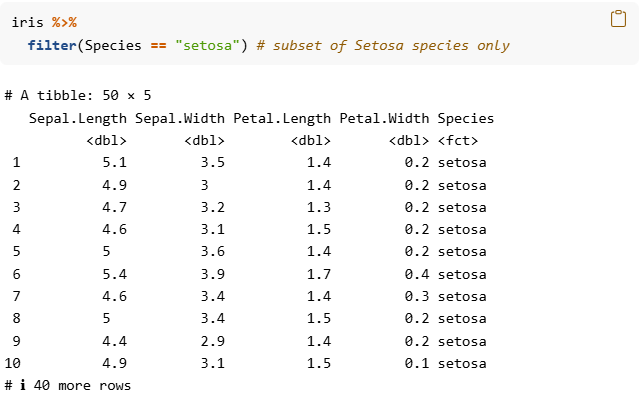 iris %>%
  filter(Species == "setosa") # subset of Setosa species only
# A tibble: 50 × 5
   Sepal.Length Sepal.Width Petal.Length Petal.Width Species
          <dbl>       <dbl>        <dbl>       <dbl> <fct>
 1          5.1         3.5          1.4         0.2 setosa
 2          4.9         3            1.4         0.2 setosa
 3          4.7         3.2          1.3         0.2 setosa
 4          4.6         3.1          1.5         0.2 setosa
 5          5           3.6          1.4         0.2 setosa
 6          5.4         3.9          1.7         0.4 setosa
 7          4.6         3.4          1.4         0.3 setosa
 8          5           3.4          1.5         0.2 setosa
 9          4.4         2.9          1.4         0.2 setosa
10          4.9         3.1          1.5         0.1 setosa
# ℹ 40 more rows